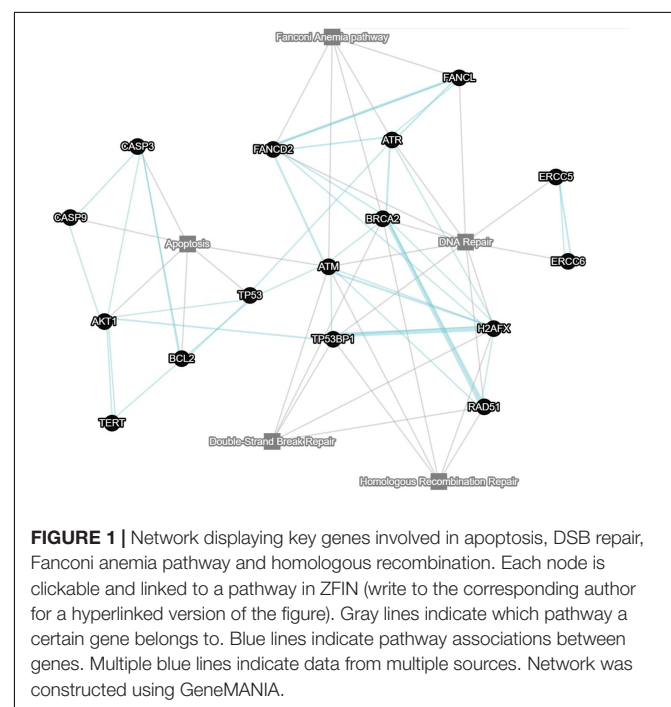 Fanconi Anemia pathway
FANCL
CASP3
FANCD2
ATR
ERCC5
CASP9
BRCA2
Apoptosis
DNA Repair
ERCC6
ATM
TP53
AKT1
H2AFX
TP53BP1
BCL2
RAD51
TERT
Double-Strand Break Repair
Homologous Recombination Repair
FIGURE 1 | Network displaying key genes involved in apoptosis, DSB repair,
Fanconi anemia pathway and homologous recombination. Each node is
clickable and linked to a pathway in ZFIN (write to the corresponding author
for a hyperlinked version of the figure). Gray lines indicate which pathway a
certain gene belongs to. Blue lines indicate pathway associations between
genes. Multiple blue lines indicate data from multiple sources. Network was
constructed using GeneMANIA.